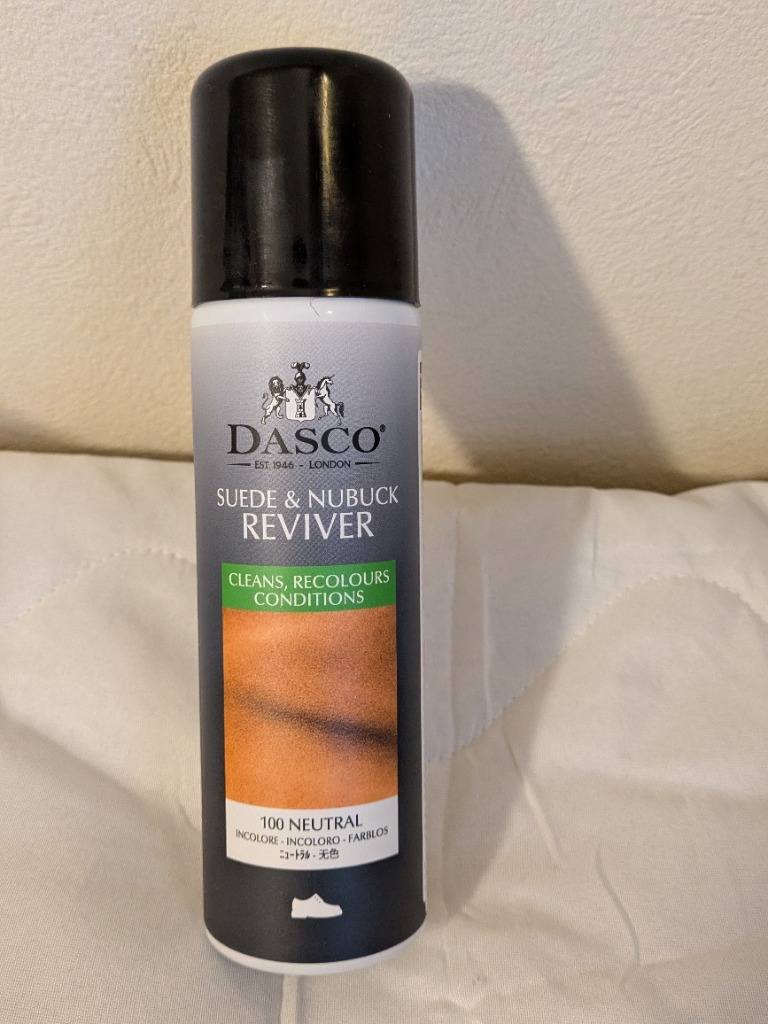 DASCO®
EST. 1946 - LONDON
SUEDE & NUBUCK
REVIVER
CLEANS, RECOLOURS
CONDITIONS
100 NEUTRAL
INCOLORE - INCOLORO - FARBLOS
ﾆｭｰﾄﾗﾙ - 无色